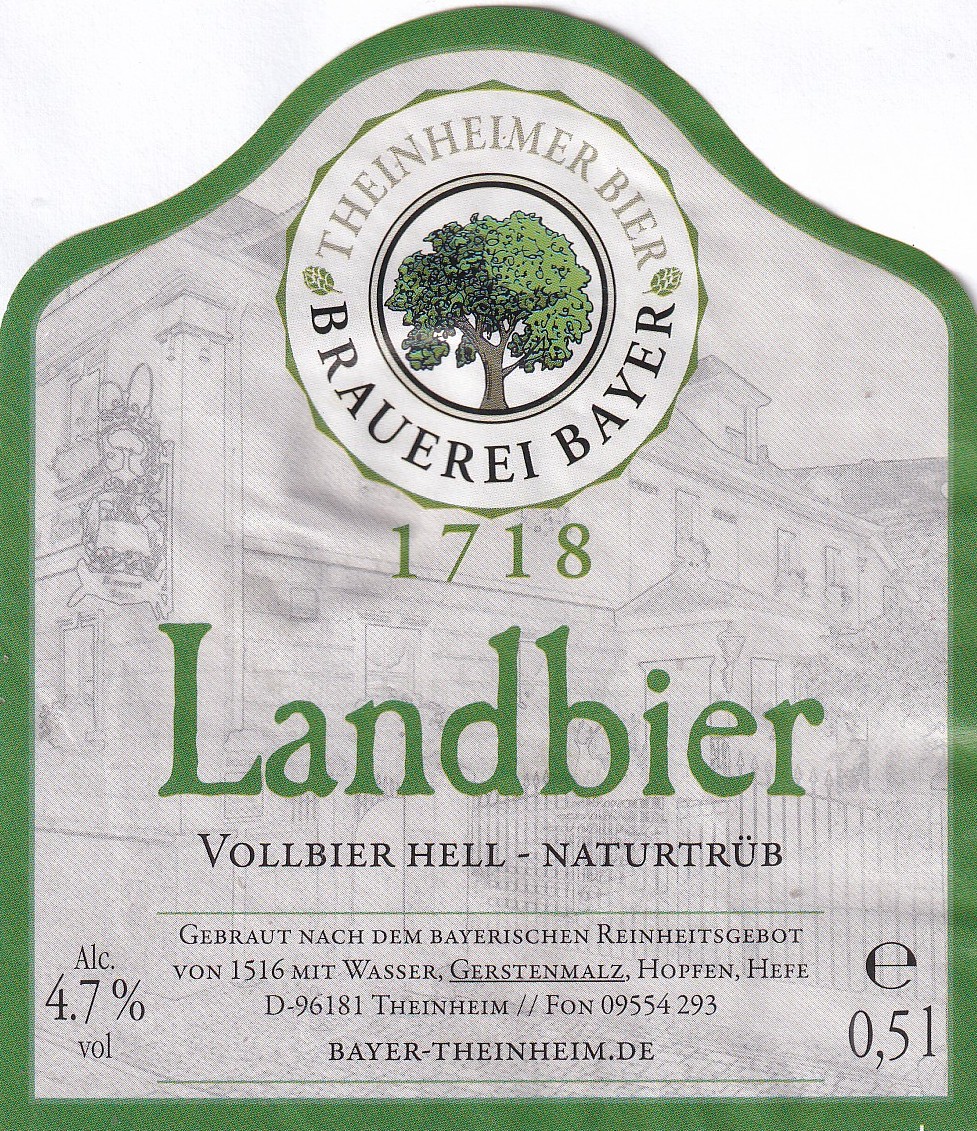 THEINHEIMER BIER
BRAUEREI BAYER
1718
Landbier
VOLLBIER HELL - NATURTRÜB
GEBRAUT NACH DEM BAYERISCHEN REINHEITSGEBOT
VON 1516 MIT WASSER, GERSTENMALZ, HOPFEN, HEFE
D-96181 THEINHEIM // FON 09554 293
BAYER-THEINHEIM.DE
Alc.
4.7 %
vol
℮
0,5 l